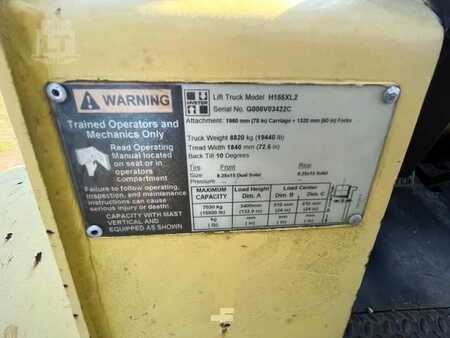 WARNING
Trained Operators and
Mechanics Only
Read Operating
Manual located
on seat or in
operators
compartment
Failure to follow operating,
inspection, and maintenance
instructions can cause
serious injury or death!
CAPACITY WITH MAST
VERTICAL AND
EQUIPPED AS SHOWN
HYSTER
Lift Truck Model H155XL2
Serial No. G006V03422C
Attachment: 1980 mm (78 in) Carriage + 1520 mm (60 in) Forks
Truck Weight 8820 kg (19440 lb)
Tread Width 1840 mm (72.6 in)
Back Tilt 10 Degrees
Tires Front Rear
Size 8.25x15 Dual Solid 8.25x15 Solid
Pressure
MAXIMUM CAPACITY
Load Height Dim. A
Load Center
Dim. B Dim. C
7030 kg 3400mm 610 mm 610 mm
(15500 lb) (24 in) (24 in)
kg mm mm mm
( lb) ( in) ( in) ( in)